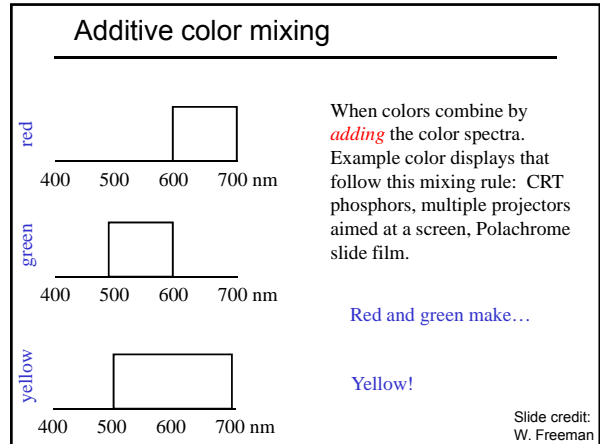 Additive color mixing
red
400 500 600 700 nm
green
400 500 600 700 nm
yellow
400 500 600 700 nm
When colors combine by
adding the color spectra.
Example color displays that
follow this mixing rule: CRT
phosphors, multiple projectors
aimed at a screen, Polachrome
slide film.
Red and green make…
Yellow!
Slide credit:
W. Freeman